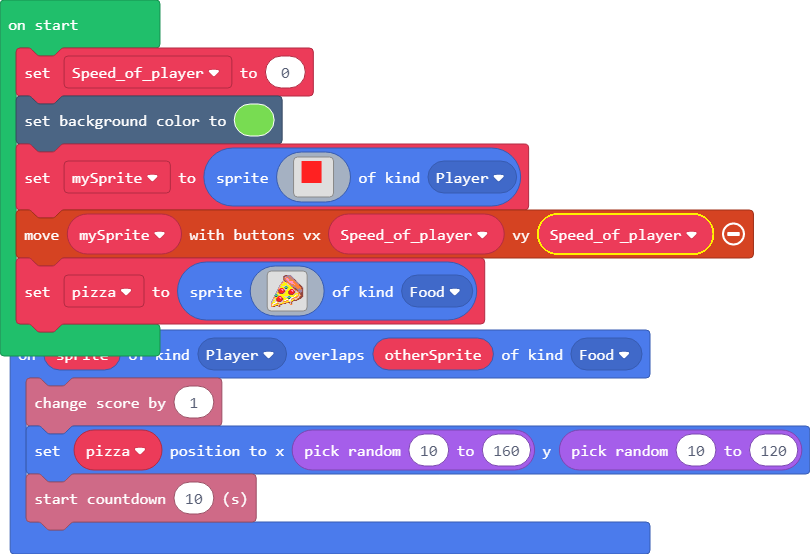 on start
set Speed_of_player to 0
set background color to
set mySprite to sprite of kind Player
move mySprite with buttons vx Speed_of_player vy Speed_of_player
set pizza to sprite of kind Food
on sprite of kind Player overlaps otherSprite of kind Food
change score by 1
set pizza position to x pick random 10 to 160 y pick random 10 to 120
start countdown 10 (s)